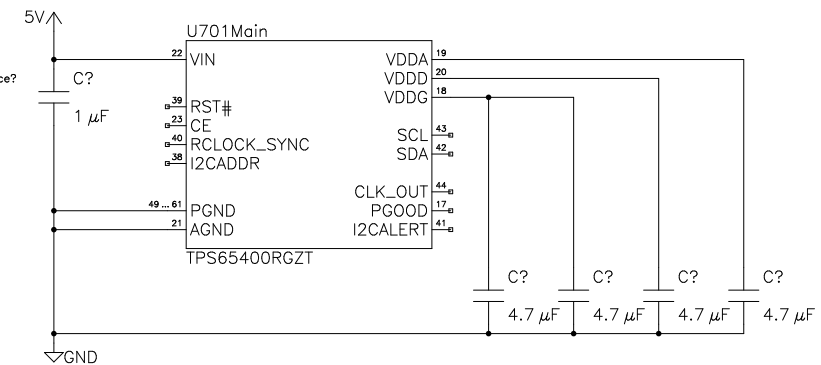 5V
U701Main
22 VIN
VDDA 19
VDDD 20
VDDG 18
ce?
C?
1 µF
39 RST#
23 CE
40 RCLOCK_SYNC
38 I2CADDR
SCL 43
SDA 42
CLK_OUT 44
PGOOD 17
I2CALERT 41
49...61 PGND
21 AGND
TPS65400RGZT
C? C? C? C?
4.7 µF 4.7 µF 4.7 µF 4.7 µF
GND